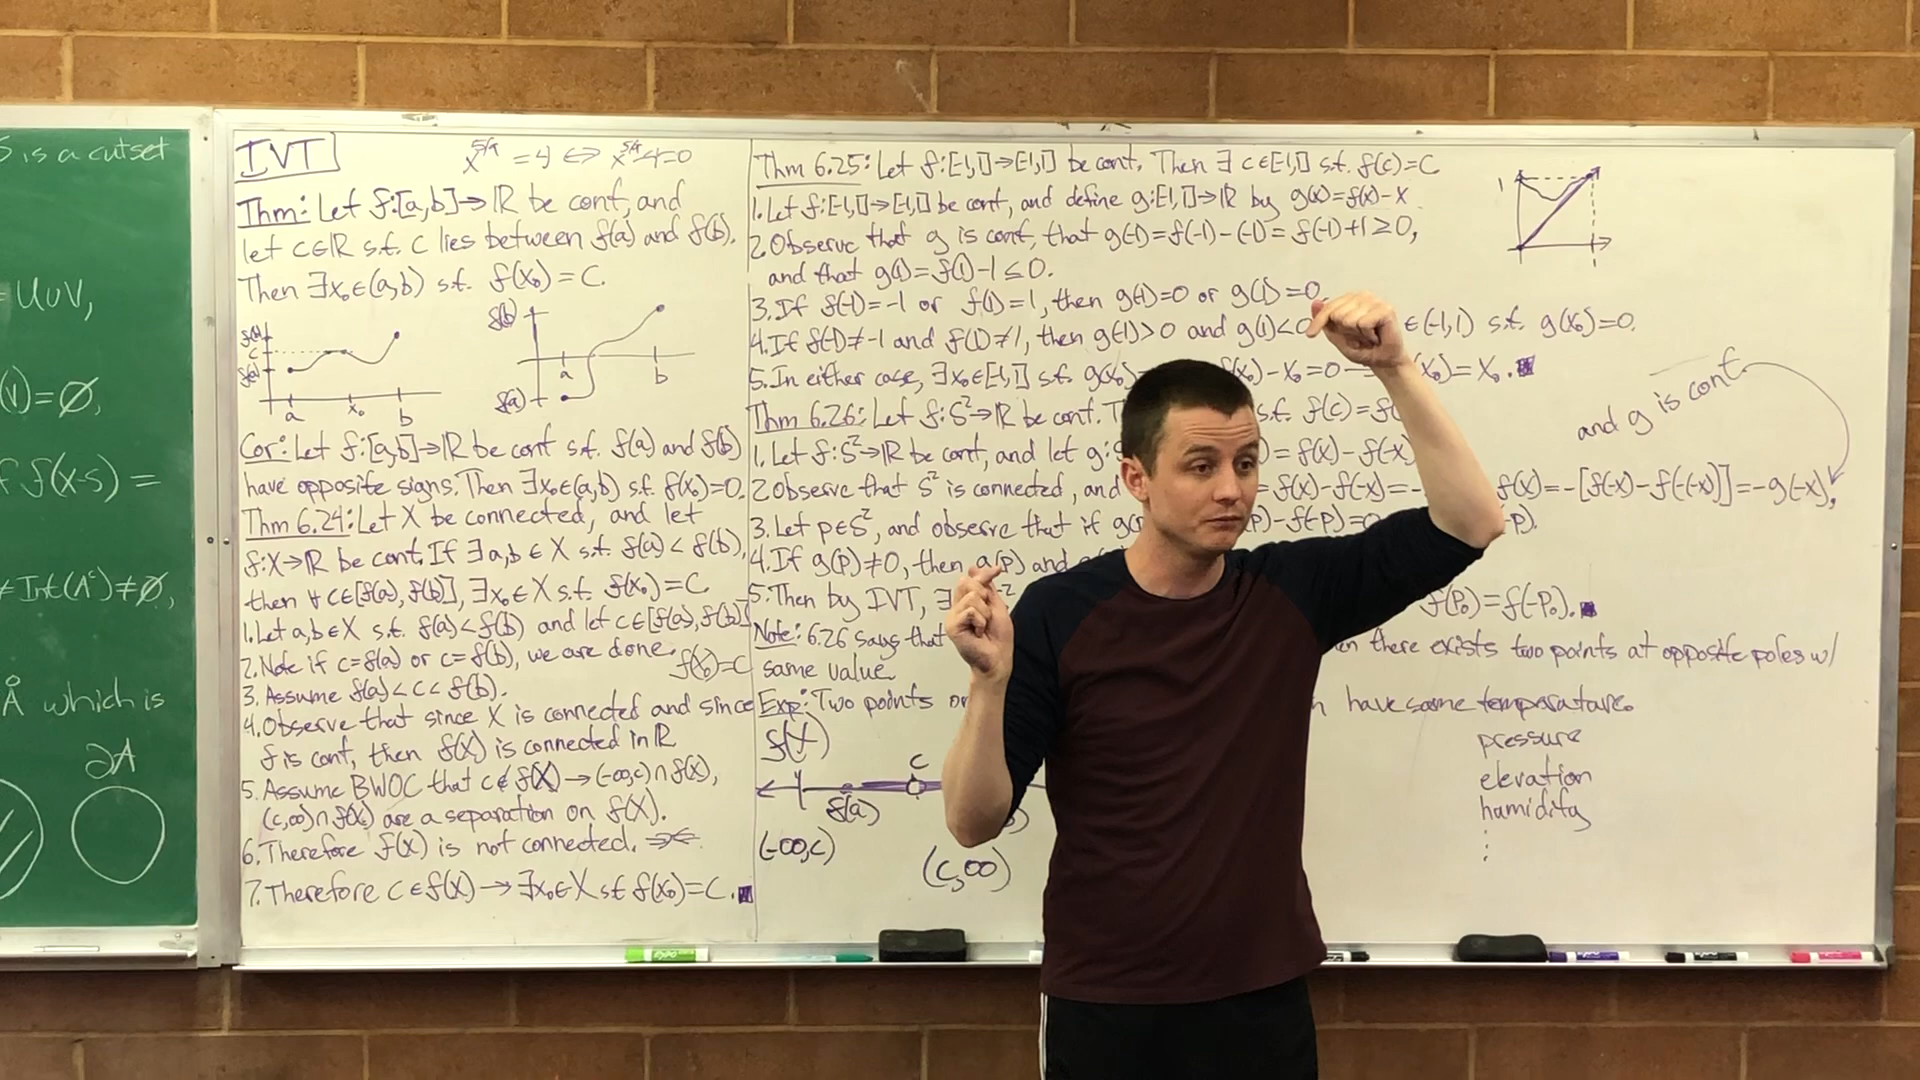 S is a cutset
= U∪V,
(V)=∅,
f f(x-s) =
≠ Int(Aᶜ)≠∅,
Å which is
∂A
IVT
x^5/4 = 4 ⟺ x^5/4-4=0
Thm: Let f:[a,b]→ℝ be cont, and
let c∈ℝ s.t. c lies between f(a) and f(b).
Then ∃x₀∈(a,b) s.t. f(x₀)=C.
f(b)
c
f(a)
a x₀ b
f(b)
a b
f(a)
Cor: Let f:[a,b]→ℝ be cont s.t. f(a) and f(b)
have opposite signs. Then ∃x₀∈(a,b) s.t. f(x₀)=0.
Thm 6.24: Let X be connected, and let
f:X→ℝ be cont. If ∃a,b∈X s.t. f(a)<f(b),
then ∀c∈[f(a),f(b)], ∃x₀∈X s.t. f(x₀)=C
1. Let a,b∈X s.t. f(a)<f(b) and let c∈[f(a),f(b)]
2. Note if c=f(a) or c=f(b), we are done.
f(x₀)=C
3. Assume f(a)<c<f(b).
4. Observe that since X is connected and since
f is cont, then f(X) is connected in ℝ
5. Assume BWOC that c∉f(X)→(-∞,c)∩f(X),
(c,∞)∩f(X) are a separation on f(X).
6. Therefore f(X) is not connected. ⇒⇐
7. Therefore c∈f(X)→∃x₀∈X s.t f(x₀)=C.
Thm 6.25: Let f:[-1,1]→[-1,1] be cont. Then ∃ c∈[-1,1] s.t. f(c)=C
1. Let f:[-1,1]→[-1,1] be cont, and define g:[-1,1]→ℝ by g(x)=f(x)-x
2. Observe that g is cont, that g(-1)=f(-1)-(-1)=f(-1)+1≥0,
and that g(1)=f(1)-1≤0.
3. If f(-1)=-1 or f(1)=1, then g(-1)=0 or g(1)=0.
4. If f(-1)≠-1 and f(1)≠1, then g(-1)>0 and g(1)<0 ∈(-1,1) s.t. g(x₀)=0.
5. In either case, ∃x₀∈[-1,1] s.t. g(x₀) f(x₀)-x₀=0 (x₀)=x₀.
1
Thm 6.26: Let f:S²→ℝ be cont. s.t. f(c)=f(
1. Let f:S²→ℝ be cont, and let g: )=f(x)-f(-x)
and g is cont.
2. Observe that S² is connected, and =f(x)-f(-x)=- f(x)=-[f(-x)-f(-(-x))]=-g(-x),
3. Let p∈S², and observe that if g( p)-f(-p)=0 -p).
4. If g(p)≠0, then g(p) and
5. Then by IVT, ∃ f(p₀)=f(-p₀).
Note: 6.26 says that there exists two points at opposite poles w/
same value
Exp: Two points have same temperature.
pressure
elevation
humidity
⋮
f(X)
c
f(a)
(-∞,c)
(c,∞)
EXPO